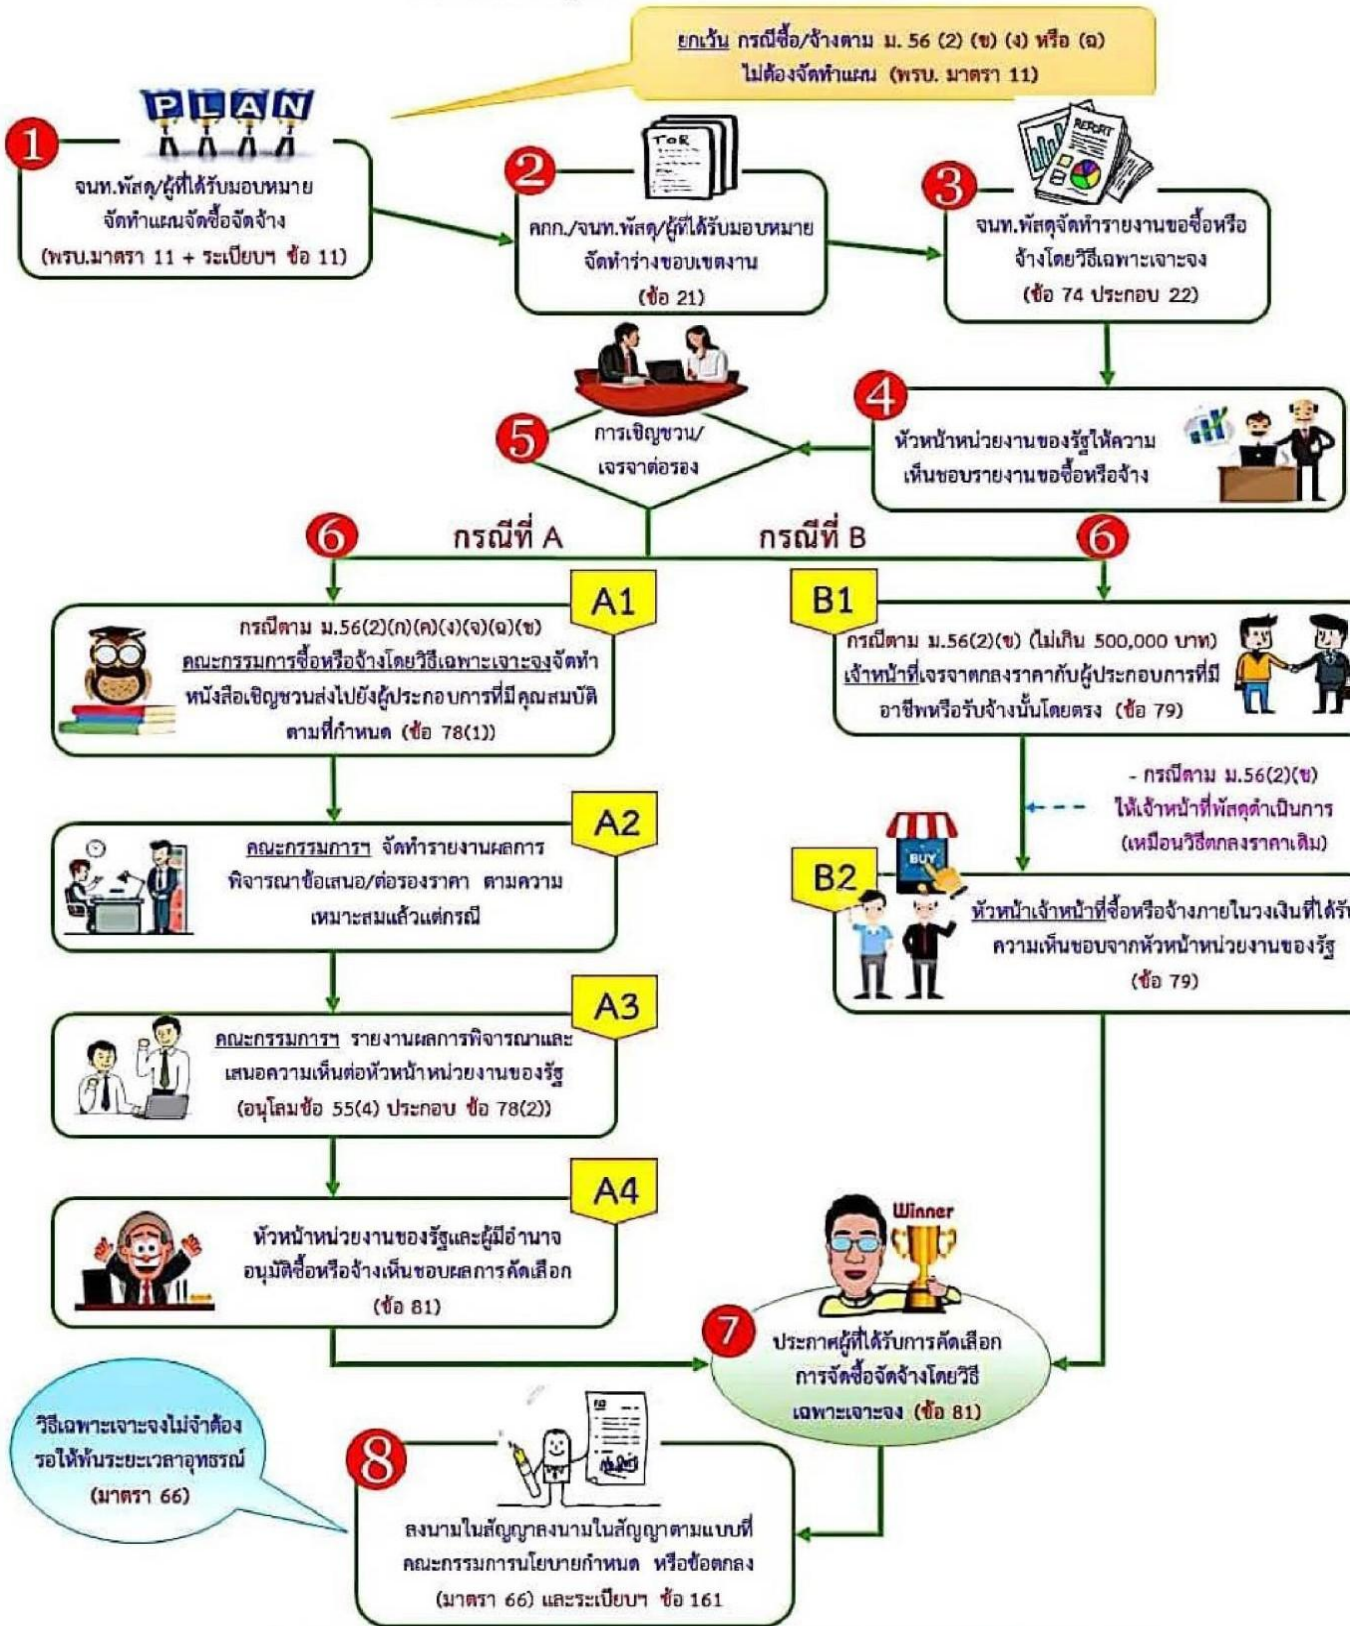 ยกเว้น กรณีซื้อ/จ้างตาม ม. 56 (2) (ข) (ง) หรือ (ฉ)
ไม่ต้องจัดทำแผน (พรบ. มาตรา 11)
PLAN
1
จนท.พัสดุ/ผู้ที่ได้รับมอบหมาย
จัดทำแผนจัดซื้อจัดจ้าง
(พรบ.มาตรา 11 + ระเบียบฯ ข้อ 11)
TOR
2
คกก./จนท.พัสดุ/ผู้ที่ได้รับมอบหมาย
จัดทำร่างขอบเขตงาน
(ข้อ 21)
REPORT
3
จนท.พัสดุจัดทำรายงานขอซื้อหรือ
จ้างโดยวิธีเฉพาะเจาะจง
(ข้อ 74 ประกอบ 22)
4
หัวหน้าหน่วยงานของรัฐให้ความ
เห็นชอบรายงานขอซื้อหรือจ้าง
5
การเชิญชวน/
เจรจาต่อรอง
6
กรณีที่ A
กรณีที่ B
6
A1
กรณีตาม ม.56(2)(ก)(ค)(ง)(จ)(ฉ)(ช)
คณะกรรมการซื้อหรือจ้างโดยวิธีเฉพาะเจาะจงจัดทำ
หนังสือเชิญชวนส่งไปยังผู้ประกอบการที่มีคุณสมบัติ
ตามที่กำหนด (ข้อ 78(1))
B1
กรณีตาม ม.56(2)(ข) (ไม่เกิน 500,000 บาท)
เจ้าหน้าที่เจรจาตกลงราคากับผู้ประกอบการที่มี
อาชีพหรือรับจ้างนั้นโดยตรง (ข้อ 79)
- กรณีตาม ม.56(2)(ข)
ให้เจ้าหน้าที่พัสดุดำเนินการ
(เหมือนวิธีตกลงราคาเดิม)
A2
คณะกรรมการฯ จัดทำรายงานผลการ
พิจารณาข้อเสนอ/ต่อรองราคา ตามความ
เหมาะสมแล้วแต่กรณี
B2
BUY
หัวหน้าเจ้าหน้าที่ซื้อหรือจ้างภายในวงเงินที่ได้รับ
ความเห็นชอบจากหัวหน้าหน่วยงานของรัฐ
(ข้อ 79)
A3
คณะกรรมการฯ รายงานผลการพิจารณาและ
เสนอความเห็นต่อหัวหน้าหน่วยงานของรัฐ
(อนุโลมข้อ 55(4) ประกอบ ข้อ 78(2))
A4
หัวหน้าหน่วยงานของรัฐและผู้มีอำนาจ
อนุมัติซื้อหรือจ้างเห็นชอบผลการคัดเลือก
(ข้อ 81)
Winner
7
ประกาศผู้ที่ได้รับการคัดเลือก
การจัดซื้อจัดจ้างโดยวิธี
เฉพาะเจาะจง (ข้อ 81)
วิธีเฉพาะเจาะจงไม่จำต้อง
รอให้พ้นระยะเวลาอุทธรณ์
(มาตรา 66)
8
ลงนามในสัญญาลงนามในสัญญาตามแบบที่
คณะกรรมการนโยบายกำหนด หรือข้อตกลง
(มาตรา 66) และระเบียบฯ ข้อ 161